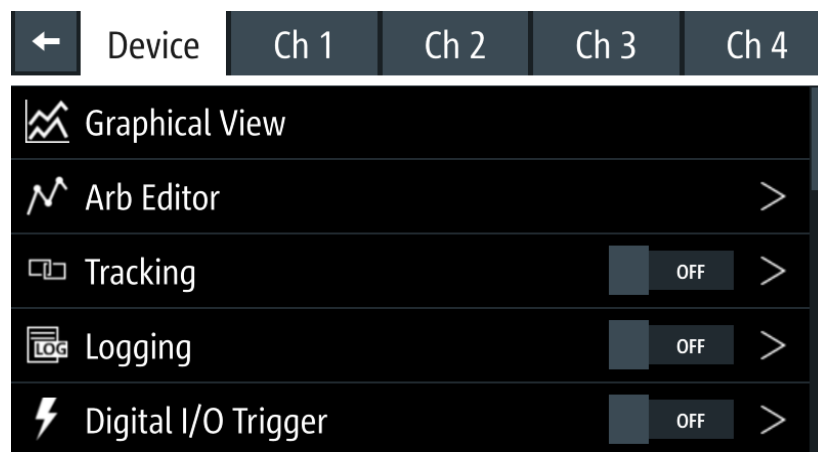 Device Ch 1 Ch 2 Ch 3 Ch 4
Graphical View
Arb Editor
Tracking OFF
LOG Logging OFF
Digital I/O Trigger OFF